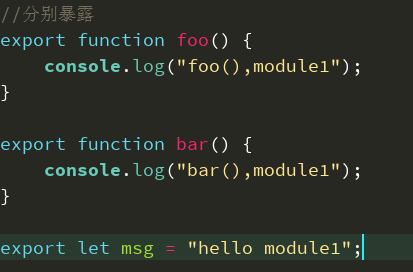 //分别暴露
export function foo() {
    console.log("foo(),module1");
}
export function bar() {
    console.log("bar(),module1");
}
export let msg = "hello module1";